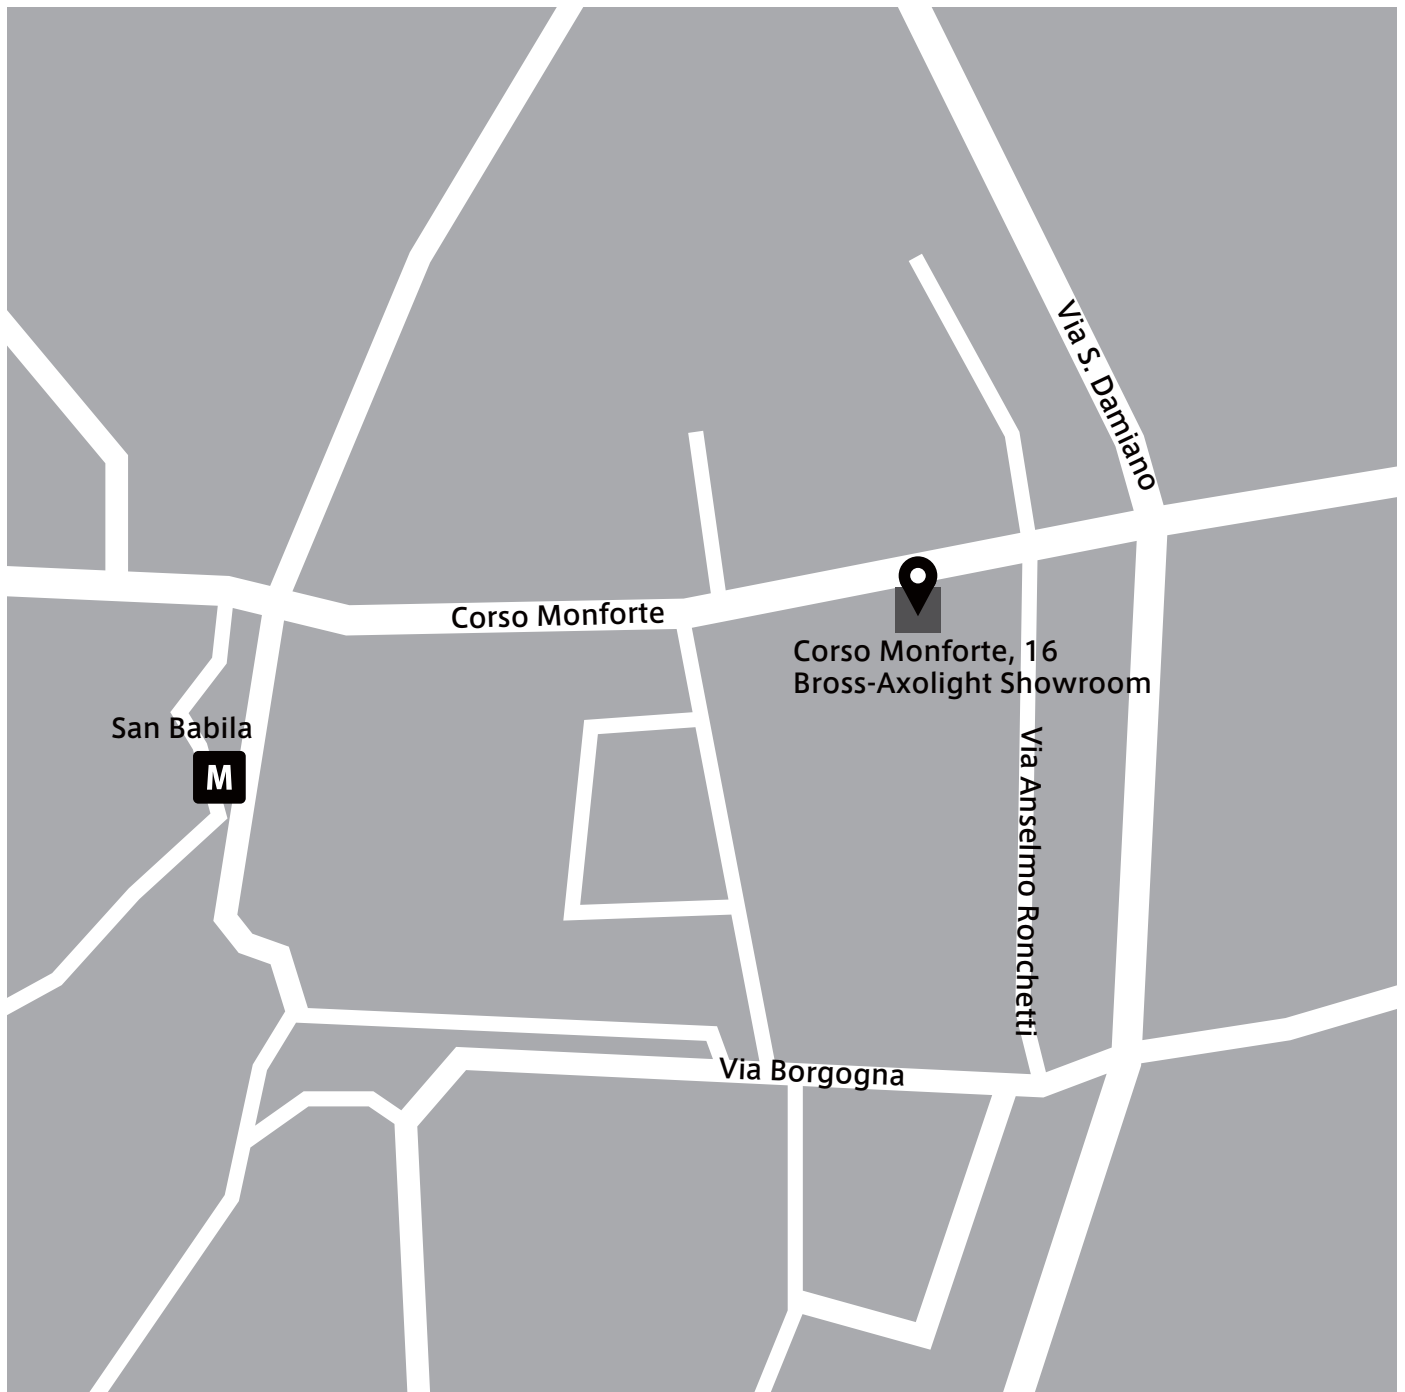 Via S. Damiano
Corso Monforte
Corso Monforte, 16
Bross-Axolight Showroom
San Babila
M
Via Anselmo Ronchetti
Via Borgogna